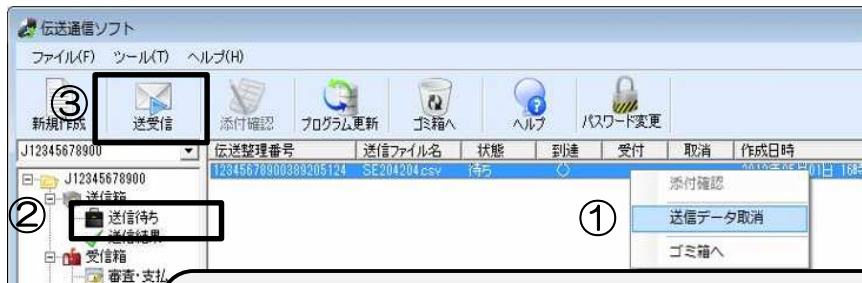 伝送通信ソフト
ファイル(F) ツール(T) ヘルプ(H)
③
新規作成 送受信 添付確認 プログラム更新 ゴミ箱へ ヘルプ パスワード変更
J12345678900 伝送整理番号 送信ファイル名 状態 到達 受付 取消 作成日時
12345678900389205124 SE204204.csv 待ち ○
J12345678900
添付確認
送信箱
② 送信待ち ① 送信データ取消
送信結果
ゴミ箱へ
受信箱
審査・支払